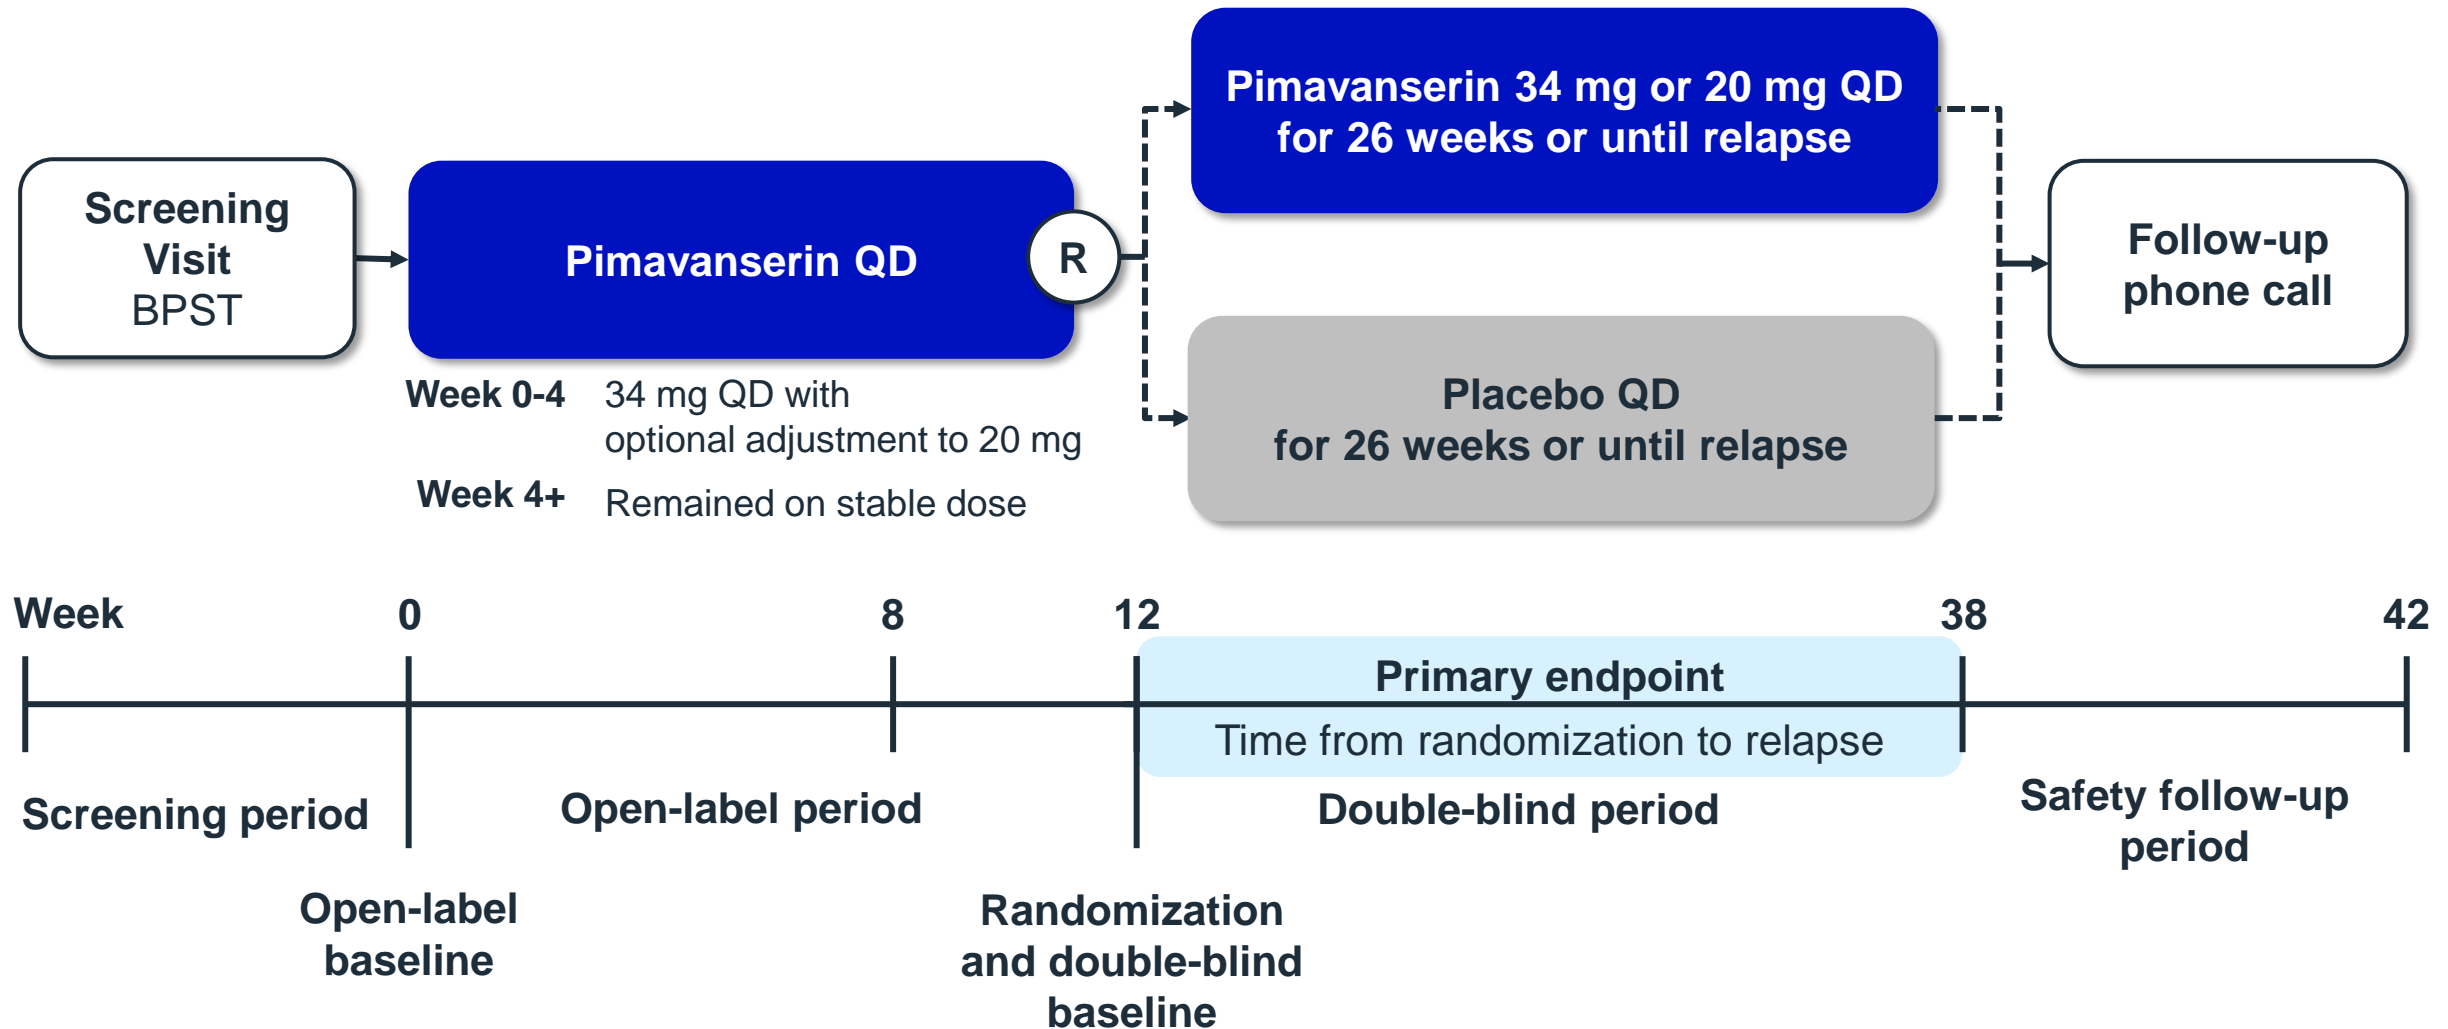 Screening
Visit
BPST
Pimavanserin QD
R
Pimavanserin 34 mg or 20 mg QD
for 26 weeks or until relapse
Placebo QD
for 26 weeks or until relapse
Follow-up
phone call
Week 0-4 34 mg QD with
optional adjustment to 20 mg
Week 4+ Remained on stable dose
Week 0 8 12 38 42
Primary endpoint
Time from randomization to relapse
Screening period
Open-label period
Double-blind period
Safety follow-up
period
Open-label
baseline
Randomization
and double-blind
baseline